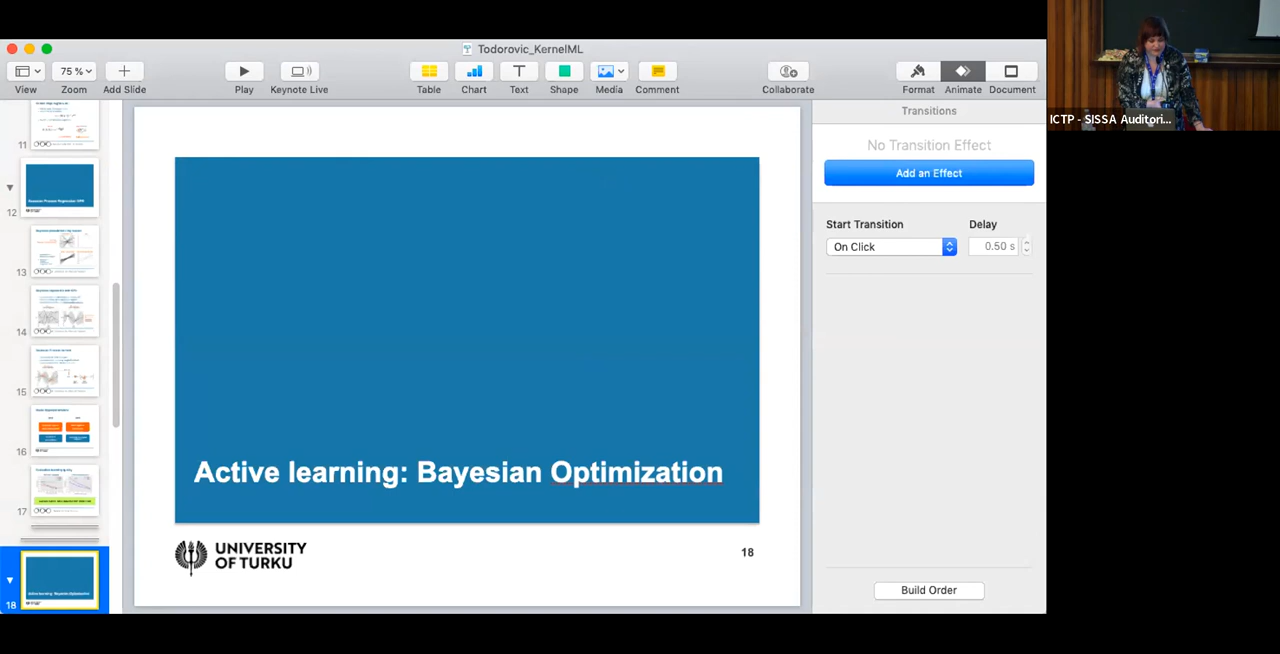 Todorovic_KernelML
75 %
View
Zoom
Add Slide
Play
Keynote Live
Table
Chart
Text
Shape
Media
Comment
Collaborate
Format
Animate
Document
Transitions
No Transition Effect
Add an Effect
Start Transition
Delay
On Click
0.50 s
Build Order
11
12
13
14
15
16
17
18
Active learning: Bayesian Optimization
UNIVERSITY
OF TURKU
18
ICTP - SISSA Auditori...